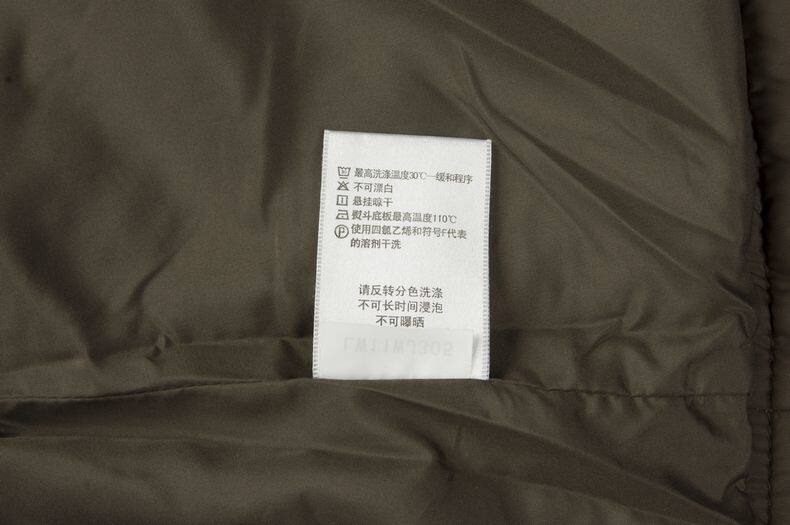 最高洗涤温度30℃一缓和程序
不可漂白
悬挂晾干
熨斗底板最高温度110℃
使用四氯乙烯和符号F代表
的溶剂干洗
请反转分色洗涤
不可长时间浸泡
不可曝晒